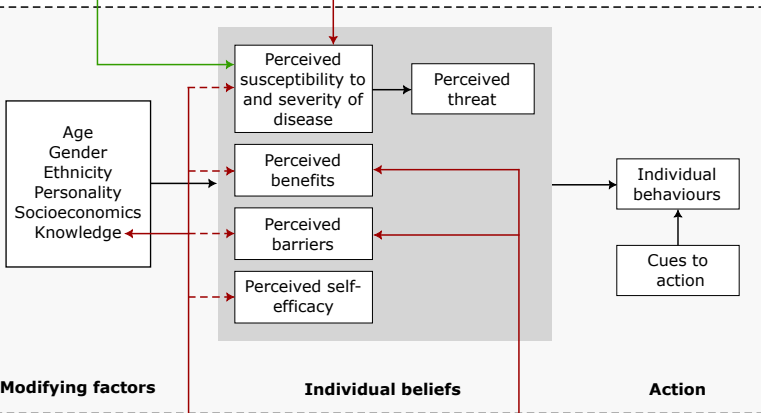 Age
Gender
Ethnicity
Personality
Socioeconomics
Knowledge
Perceived
susceptibility to
and severity of
disease
Perceived
threat
Perceived
benefits
Perceived
barriers
Perceived self-
efficacy
Individual
behaviours
Cues to
action
Modifying factors
Individual beliefs
Action